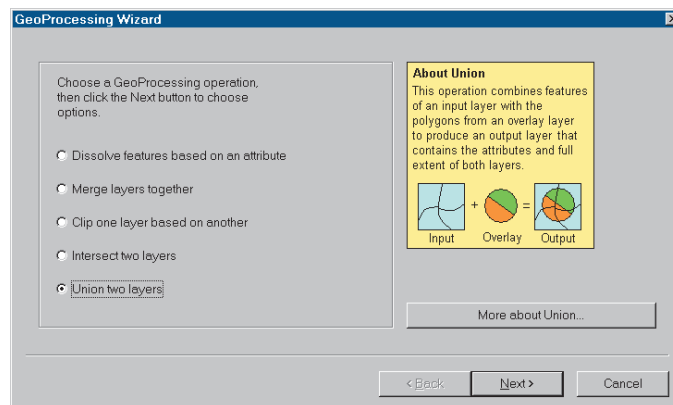 GeoProcessing Wizard
Choose a GeoProcessing operation,
then click the Next button to choose
options.
Dissolve features based on an attribute
Merge layers together
Clip one layer based on another
Intersect two layers
Union two layers
About Union
This operation combines features
of an input layer with the
polygons from an overlay layer
to produce an output layer that
contains the attributes and full
extent of both layers.
+ =
Input Overlay Output
More about Union...
< Back Next > Cancel